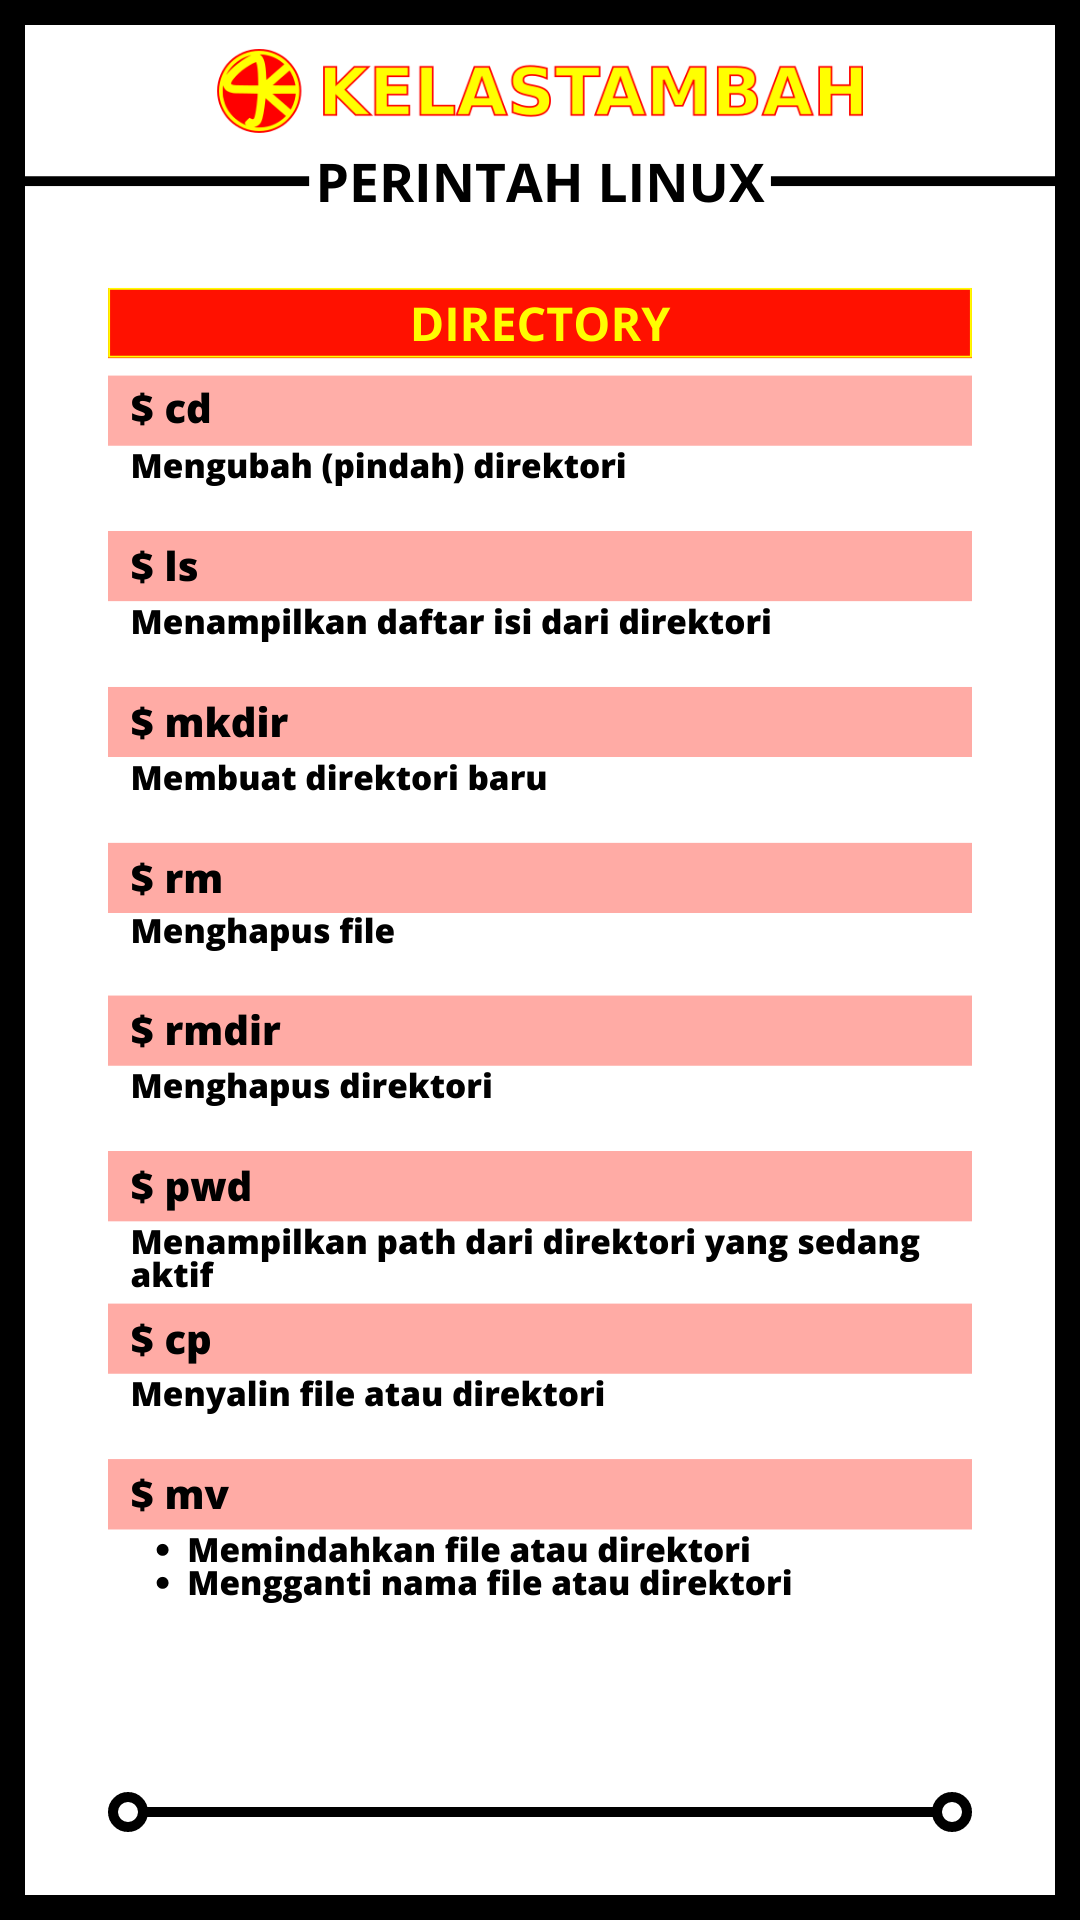 KELASTAMBAH
PERINTAH LINUX
DIRECTORY
$ cd
Mengubah (pindah) direktori
$ ls
Menampilkan daftar isi dari direktori
$ mkdir
Membuat direktori baru
$ rm
Menghapus file
$ rmdir
Menghapus direktori
$ pwd
Menampilkan path dari direktori yang sedang
aktif
$ cp
Menyalin file atau direktori
$ mv
• Memindahkan file atau direktori
• Mengganti nama file atau direktori